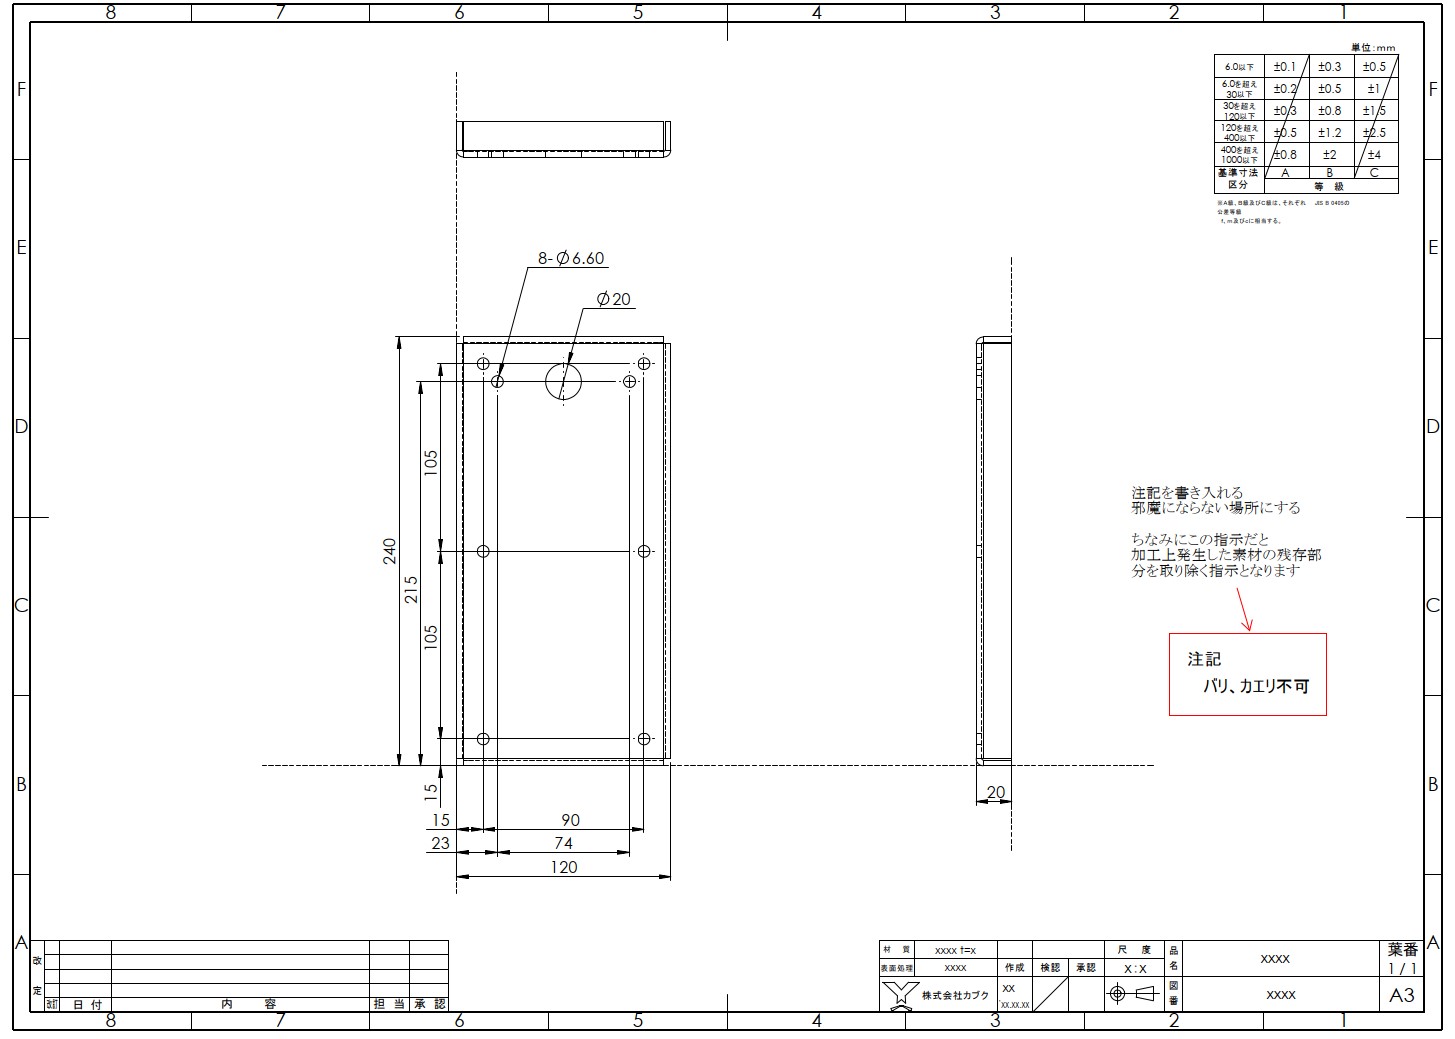 8 7 6 5 4 3 2 1
F F
E E
D D
C C
B B
A A
単位:mm
6.0以下 ±0.1 ±0.3 ±0.5
6.0を超え
30以下 ±0.2 ±0.5 ±1
30を超え
120以下 ±0.3 ±0.8 ±1.5
120を超え
400以下 ±0.5 ±1.2 ±2.5
400を超え
1000以下 ±0.8 ±2 ±4
基準寸法
区分 A B C
等 級
※A級、B級及びC級は、それぞれ JIS B 0405の
公差等級
f, m及びcに相当する。
8-∅6.60
∅20
105
240
215
105
15
15 90
23 74
120
20
注記を書き入れる
邪魔にならない場所にする
ちなみにこの指示だと
加工上発生した素材の残存部
分を取り除く指示となります
注記
バリ、カエリ不可
改
定
改訂 日 付 内 容 担 当 承 認
材 質 XXXX t=X
表面処理 XXXX 作成 検認 承認
株式会社カブク XX
'XX.XX.XX
尺 度
X:X
品
名 XXXX
図
番 XXXX
葉番
1 / 1
A3
8 7 6 5 4 3 2 1